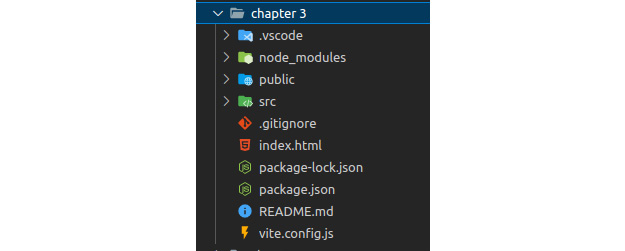 chapter 3
.vscode
node_modules
public
src
.gitignore
index.html
package-lock.json
package.json
README.md
vite.config.js